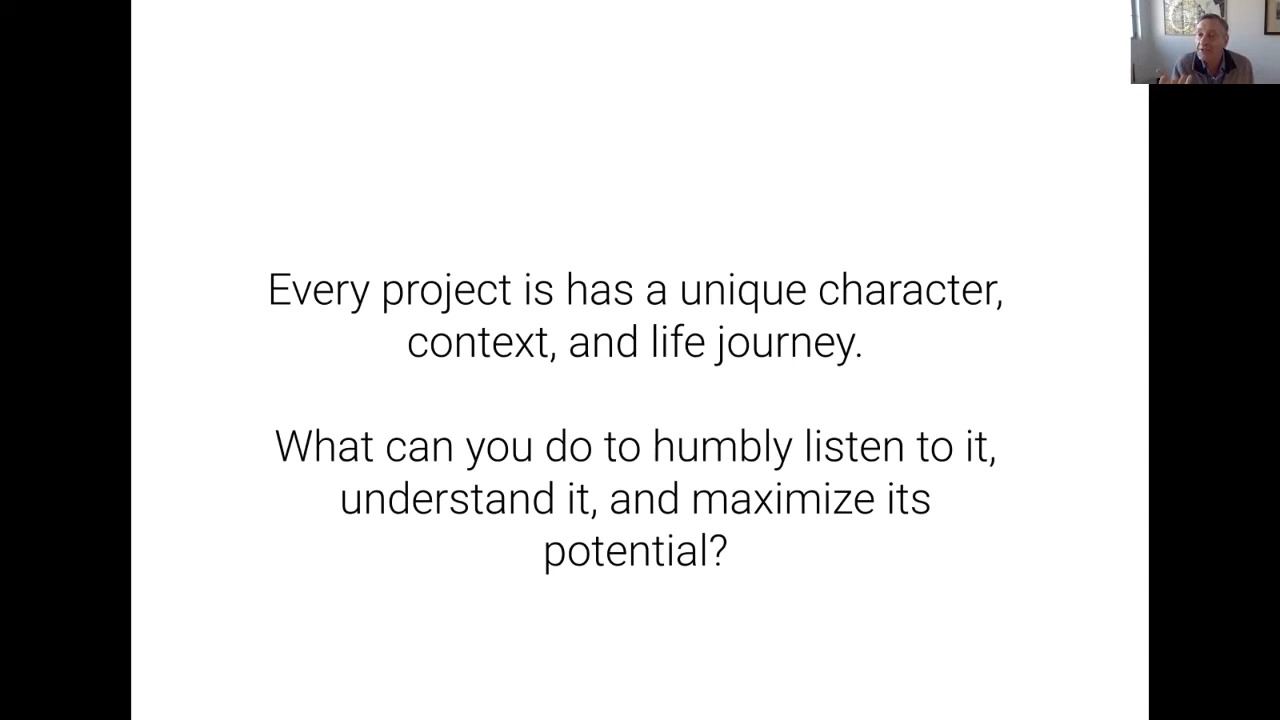 Every project is has a unique character,
context, and life journey.
What can you do to humbly listen to it,
understand it, and maximize its
potential?